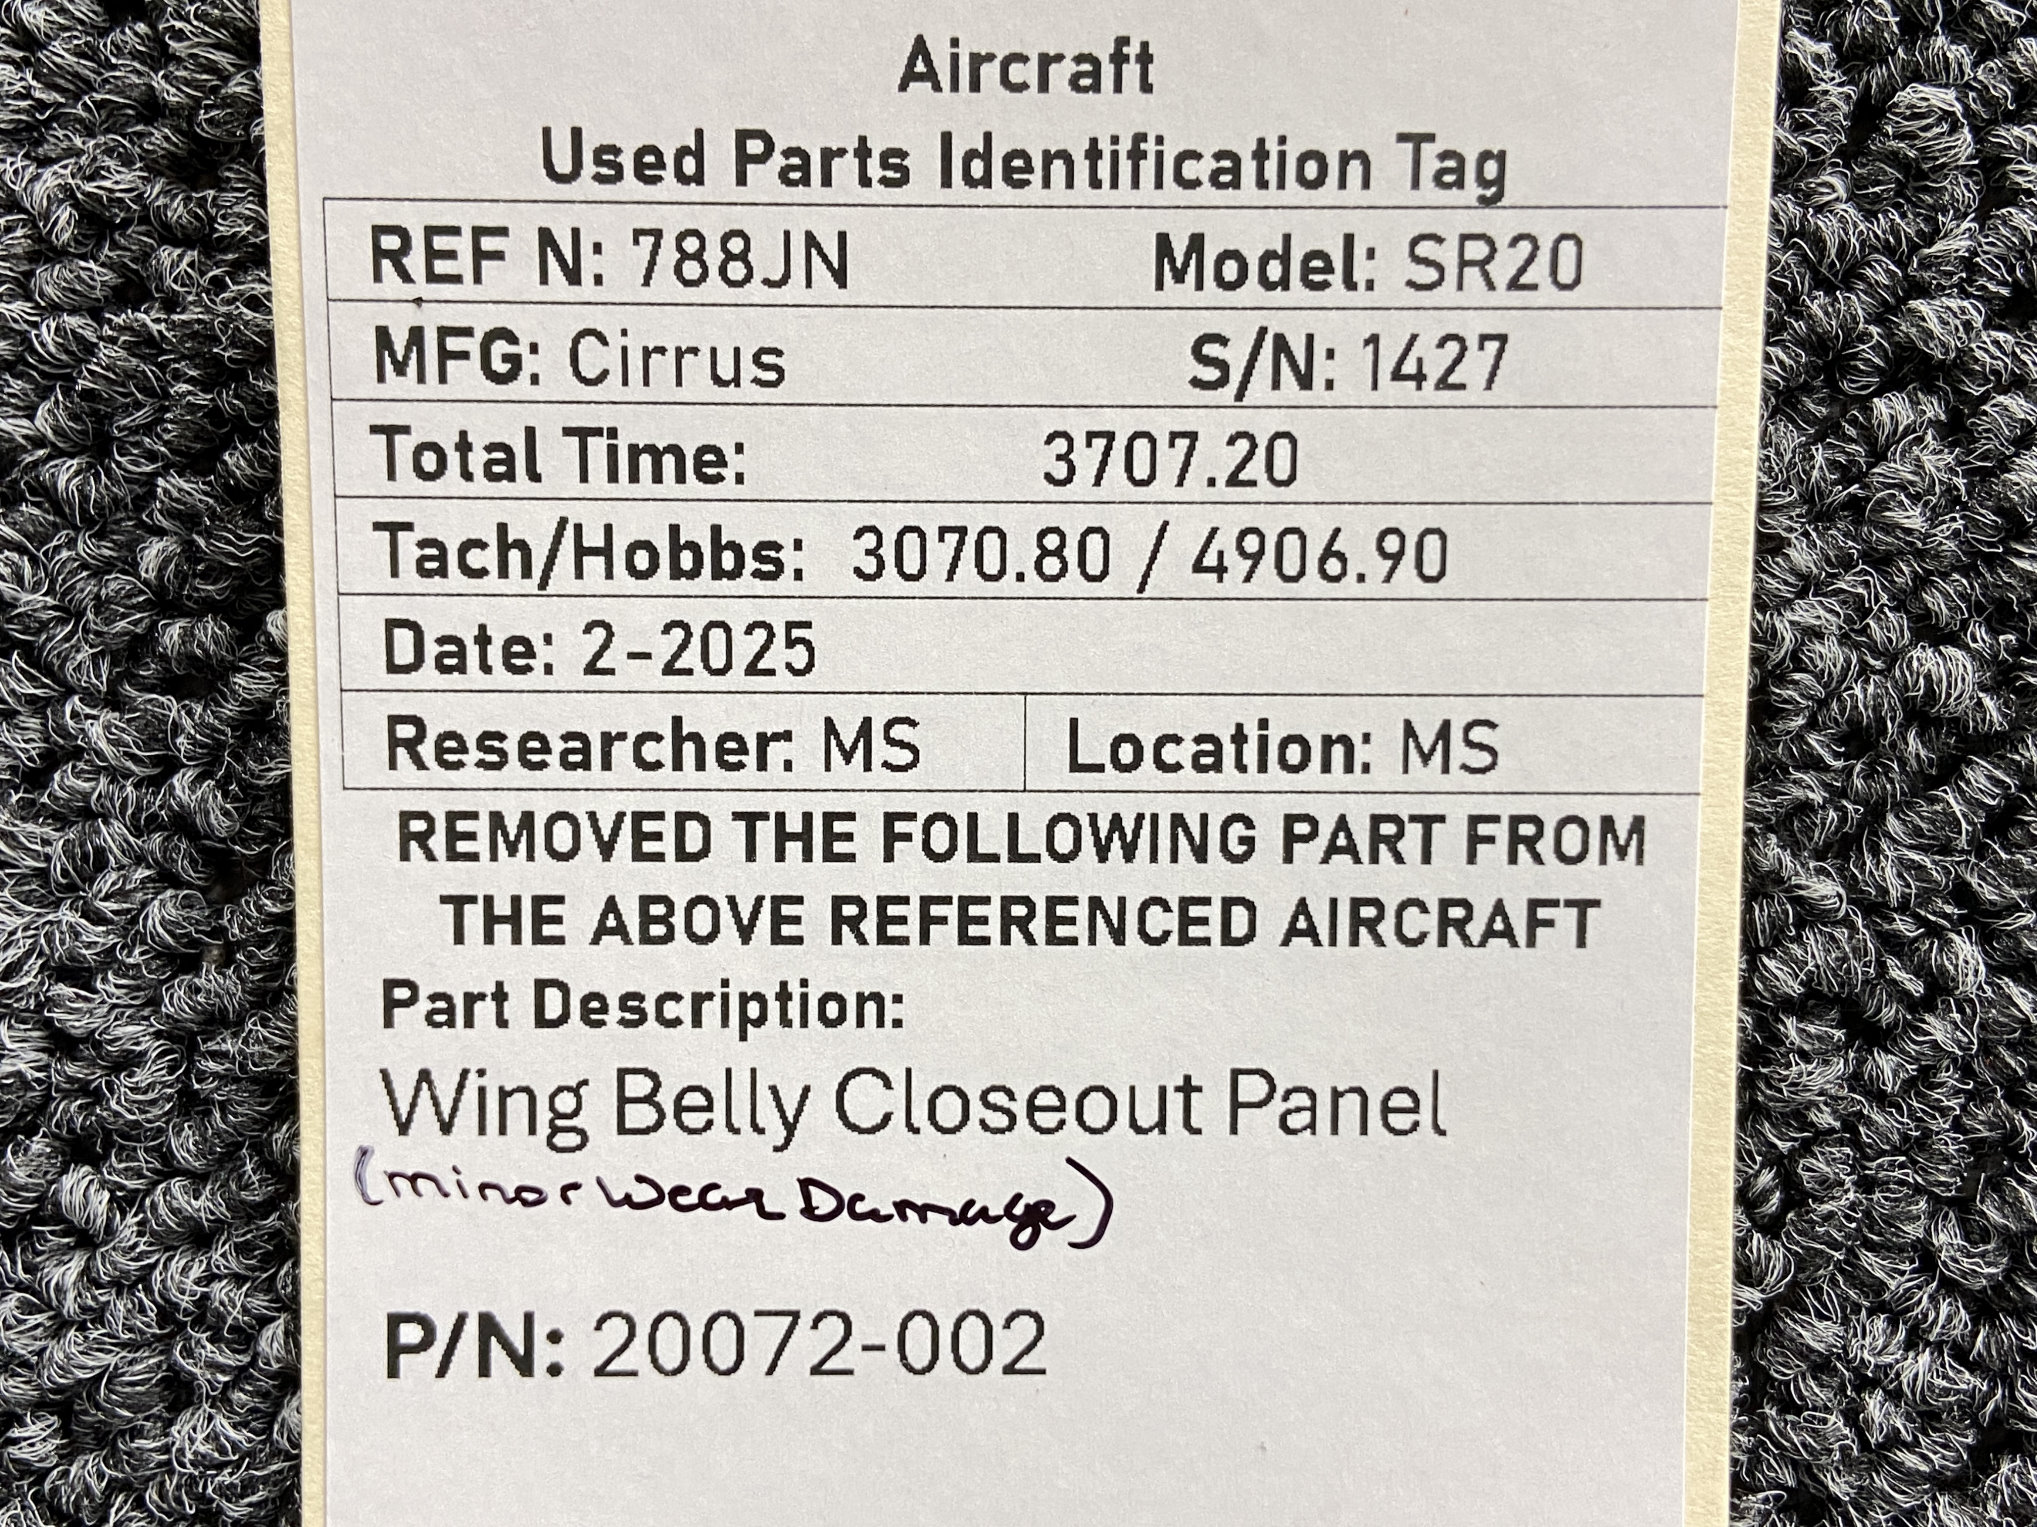 Aircraft
Used Parts Identification Tag
REF N: 788JN Model: SR20
MFG: Cirrus S/N: 1427
Total Time: 3707.20
Tach/Hobbs: 3070.80 / 4906.90
Date: 2-2025
Researcher: MS Location: MS
REMOVED THE FOLLOWING PART FROM
THE ABOVE REFERENCED AIRCRAFT
Part Description:
Wing Belly Closeout Panel
(minor Wear Damage)
P/N: 20072-002